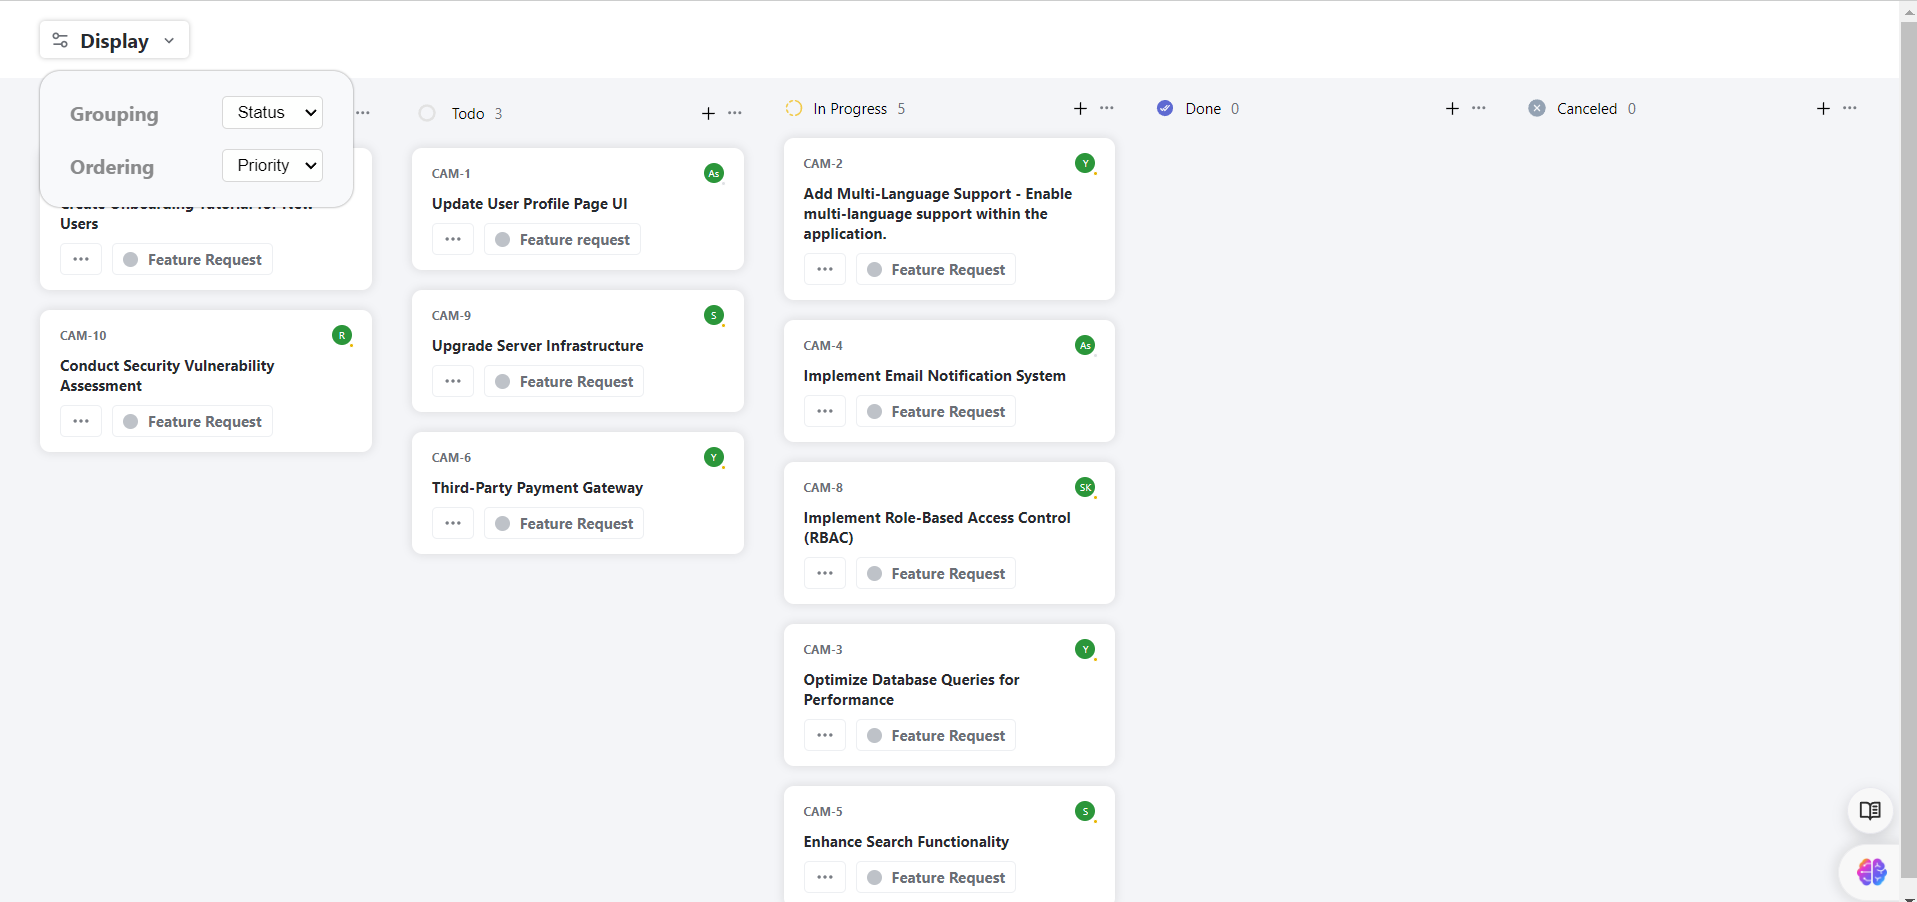 Display
Grouping
Status
Ordering
Priority
Create Onboarding Tutorial for New
Users
Feature Request
CAM-10
R
Conduct Security Vulnerability
Assessment
Feature Request
Todo 3
CAM-1
As
Update User Profile Page UI
Feature request
CAM-9
S
Upgrade Server Infrastructure
Feature Request
CAM-6
Y
Third-Party Payment Gateway
Feature Request
In Progress 5
CAM-2
Y
Add Multi-Language Support - Enable
multi-language support within the
application.
Feature Request
CAM-4
As
Implement Email Notification System
Feature Request
CAM-8
SK
Implement Role-Based Access Control
(RBAC)
Feature Request
CAM-3
Y
Optimize Database Queries for
Performance
Feature Request
CAM-5
S
Enhance Search Functionality
Feature Request
Done 0
Canceled 0